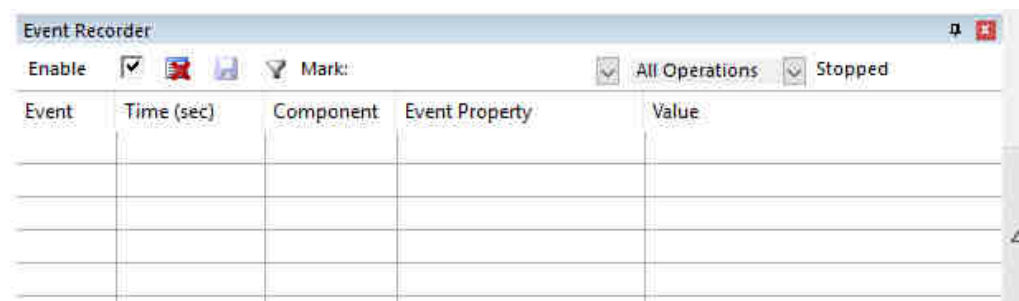 Event Recorder
Enable Mark: All Operations Stopped
Event Time (sec) Component Event Property Value